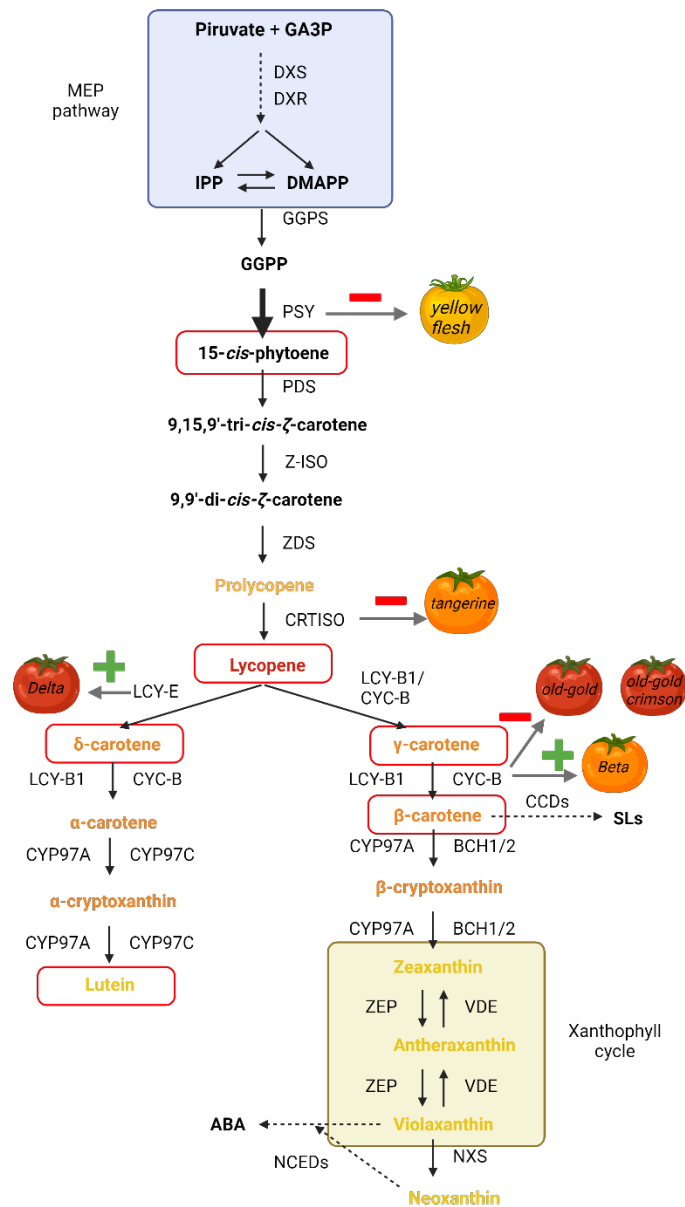 Piruvate + GA3P
MEP
pathway
DXS
DXR
IPP
DMAPP
GGPS
GGPP
PSY
yellow
flesh
15-cis-phytoene
PDS
9,15,9'-tri-cis-ζ-carotene
Z-ISO
9,9'-di-cis-ζ-carotene
ZDS
Prolycopene
CRTISO
tangerine
Lycopene
Delta
LCY-E
LCY-B1/
CYC-B
old-gold
old-gold
crimson
δ-carotene
γ-carotene
LCY-B1
CYC-B
LCY-B1
CYC-B
Beta
α-carotene
β-carotene
CCDs
SLs
CYP97A
CYP97C
CYP97A
BCH1/2
α-cryptoxanthin
β-cryptoxanthin
CYP97A
CYP97C
CYP97A
BCH1/2
Lutein
Zeaxanthin
ZEP
VDE
Antheraxanthin
Xanthophyll
cycle
ZEP
VDE
ABA
Violaxanthin
NCEDs
NXS
Neoxanthin